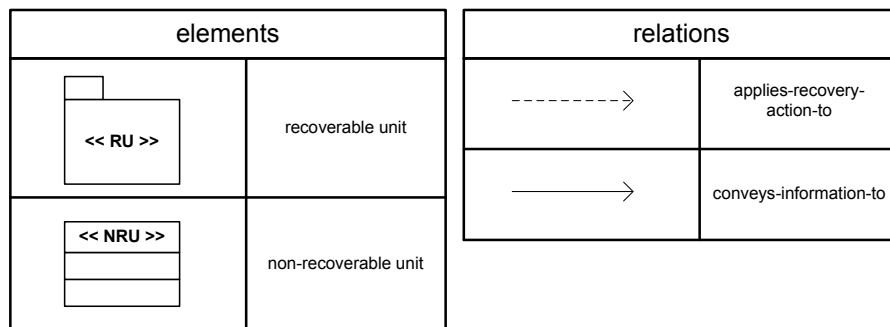 elements
<< RU >>
recoverable unit
<< NRU >>
non-recoverable unit
relations
applies-recovery-
action-to
conveys-information-to